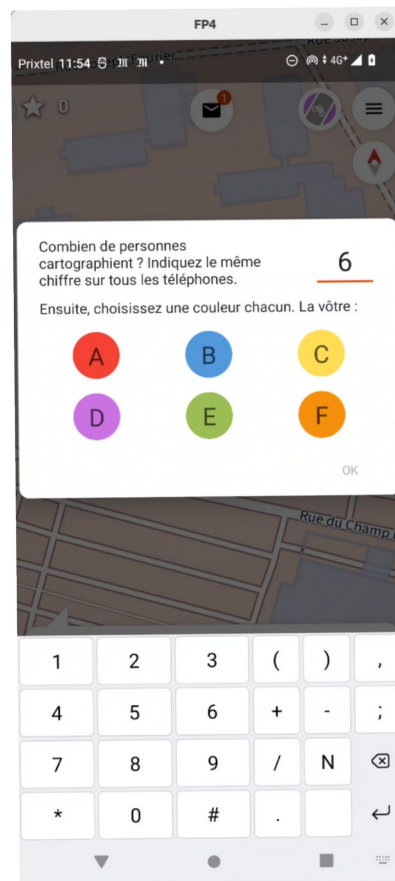 FP4
Prixtel 11:54
4G+
0
1
Combien de personnes
cartographient ? Indiquez le même
chiffre sur tous les téléphones.
6
Ensuite, choisissez une couleur chacun. La vôtre :
A B C
D E F
OK
Rue du Champ
1 2 3 ( ) ,
4 5 6 + - ;
7 8 9 / N
* 0 # .